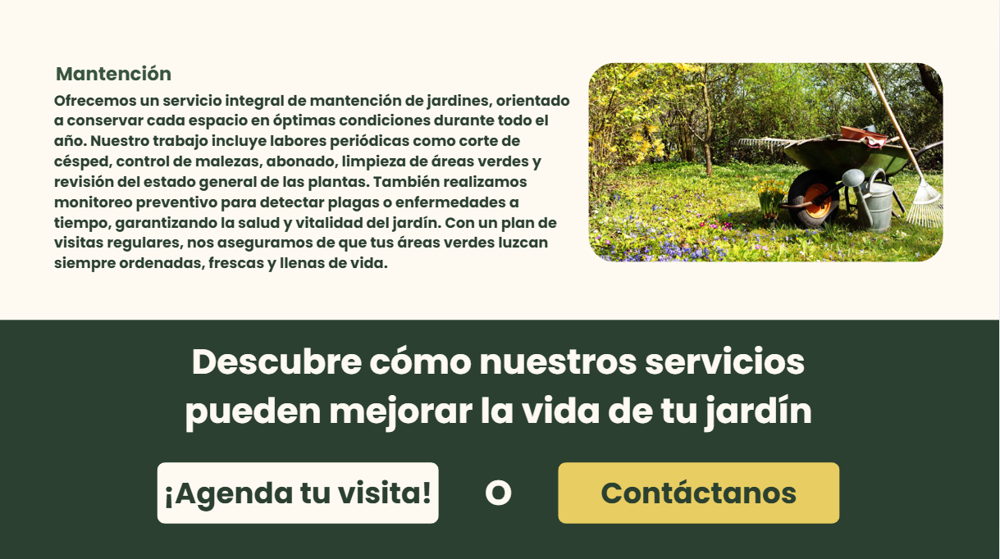 Mantención
Ofrecemos un servicio integral de mantención de jardines, orientado
a conservar cada espacio en óptimas condiciones durante todo el
año. Nuestro trabajo incluye labores periódicas como corte de
césped, control de malezas, abonado, limpieza de áreas verdes y
revisión del estado general de las plantas. También realizamos
monitoreo preventivo para detectar plagas o enfermedades a
tiempo, garantizando la salud y vitalidad del jardín. Con un plan de
visitas regulares, nos aseguramos de que tus áreas verdes luzcan
siempre ordenadas, frescas y llenas de vida.
Descubre cómo nuestros servicios
pueden mejorar la vida de tu jardín
¡Agenda tu visita! O Contáctanos